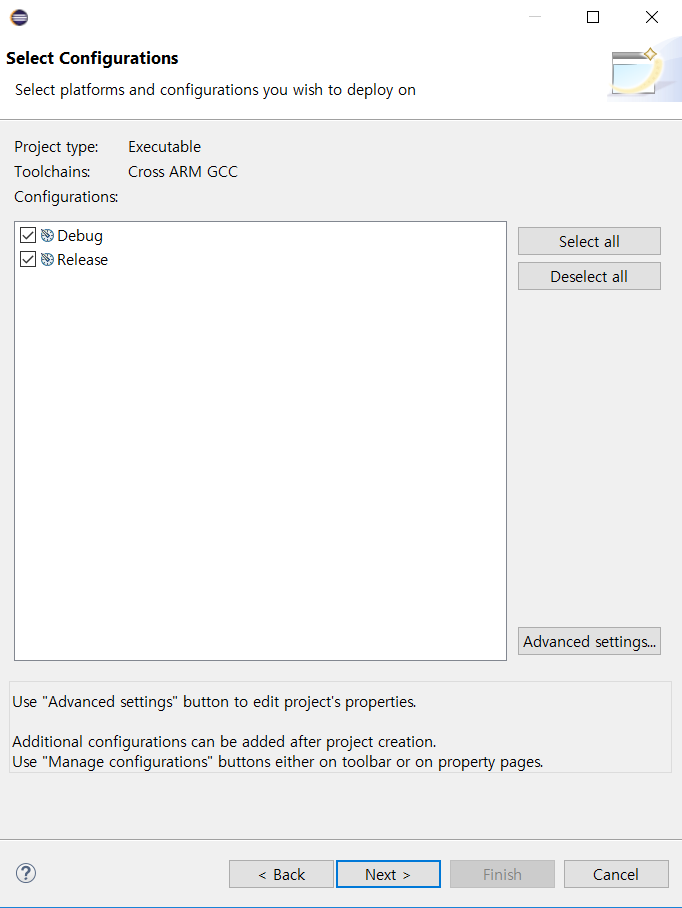 Select Configurations
Select platforms and configurations you wish to deploy on
Project type: Executable
Toolchains: Cross ARM GCC
Configurations:
Debug
Release
Select all
Deselect all
Advanced settings...
Use "Advanced settings" button to edit project's properties.
Additional configurations can be added after project creation.
Use "Manage configurations" buttons either on toolbar or on property pages.
?
< Back
Next >
Finish
Cancel